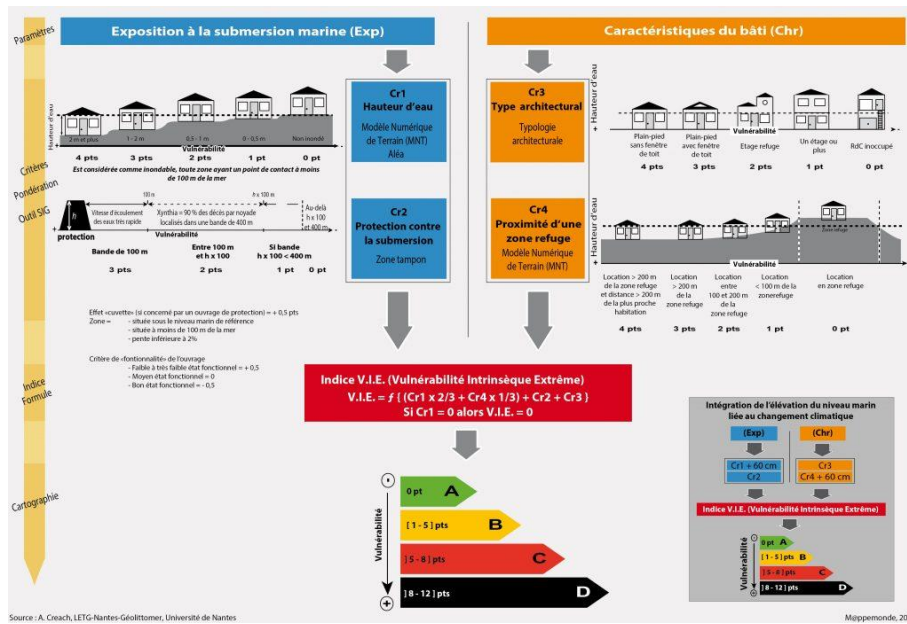 Paramètres
Exposition à la submersion marine (Exp)
Caractéristiques du bâti (Chr)
Hauteur d'eau
2 m et plus
1 - 2 m
0,5 - 1 m
0 - 0,5 m
Non inondé
Vulnérabilité
4 pts
3 pts
2 pts
1 pt
0 pt
Est considérée comme inondable, toute zone ayant un point de contact à moins
de 100 m de la mer
Cr1
Hauteur d'eau
Modèle Numérique
de Terrain (MNT)
Aléa
Cr3
Type architectural
Typologie
architecturale
+ Hauteur d'eau
Vulnérabilité
Plain-pied
sans fenêtre
de toit
Plain-pied
avec fenêtre
de toit
Etage refuge
Un étage ou
plus
RdC inoccupé
4 pts
3 pts
2 pts
1 pt
0 pt
Critères
Pondération
Outil SIG
h
100 m
h x 100 m
Vitesse d'écoulement
des eaux très rapide
Xynthia = 90 % des décès par noyade
localisés dans une bande de 400 m
Au-delà
h x 100
et 400 m
protection
Vulnérabilité
Bande de 100 m
Entre 100 m
et h x 100
Si bande
h x 100 < 400 m
3 pts
2 pts
1 pt
0 pt
Cr2
Protection contre
la submersion
Zone tampon
Cr4
Proximité d'une
zone refuge
Modèle Numérique
de Terrain (MNT)
+ Hauteur d'eau
Zone refuge
Vulnérabilité
Location > 200 m
de la zone refuge
et distance > 200 m
de la plus proche
habitation
Location
> 200 m
de la
zone refuge
Location
entre
100 et 200 m
de la
zone refuge
Location
< 100 m de la
zonerefuge
Location
en zone refuge
4 pts
3 pts
2 pts
1 pt
0 pt
Effet «cuvette» (si concerné par un ouvrage de protection) = + 0,5 pts
Zone = - située sous le niveau marin de référence
- située à moins de 100 m de la mer
- pente inférieure à 2%
Critère de «fontionnalité» de l'ouvrage
- Faible à très faible état fonctionnel = + 0,5
- Moyen état fonctionnel = 0
- Bon état fonctionnel = - 0,5
Indice
Formule
Indice V.I.E. (Vulnérabilité Intrinsèque Extrême)
V.I.E. = f { (Cr1 x 2/3 + Cr4 x 1/3) + Cr2 + Cr3 }
Si Cr1 = 0 alors V.I.E. = 0
Cartographie
Vulnérabilité
0 pt A
[ 1 - 5 ] pts B
] 5 - 8 ] pts C
] 8 - 12 ] pts D
Intégration de l'élévation du niveau marin
liée au changement climatique
(Exp)
(Chr)
Cr1 + 60 cm
Cr2
Cr3
Cr4 + 60 cm
Indice V.I.E. (Vulnérabilité Intrinsèque Extrême)
Vulnérabilité
0 pt A
[ 1 - 5 ] pts B
] 5 - 8 ] pts C
] 8 - 12 ] pts D
Source : A. Creach, LETG-Nantes-Géolittomer, Université de Nantes
M@ppemonde, 20